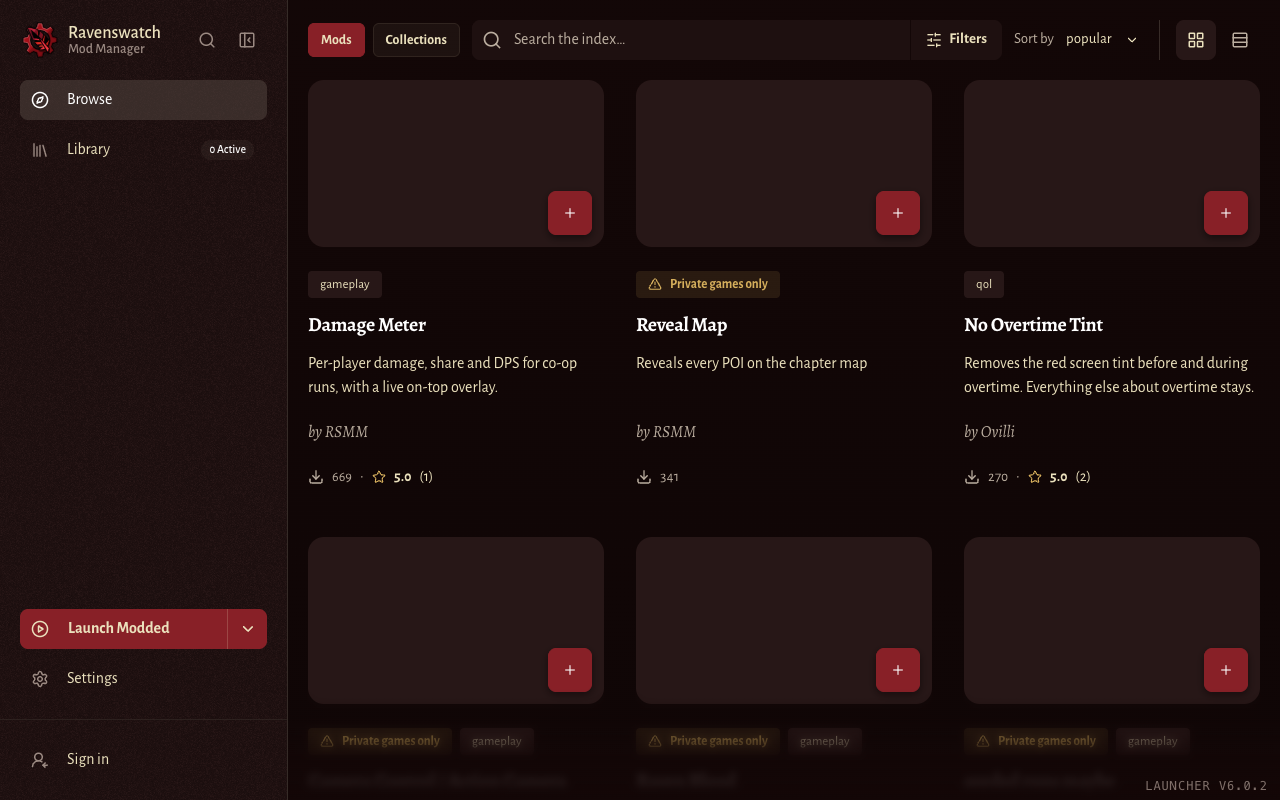 Ravenswatch
Mod Manager
Browse
Library
0 Active
Launch Modded
Settings
Sign in
Mods
Collections
Search the index...
Filters
Sort by
popular
gameplay
Damage Meter
Per-player damage, share and DPS for co-op
runs, with a live on-top overlay.
by RSMM
669 · 5.0 (1)
Private games only
Reveal Map
Reveals every POI on the chapter map
by RSMM
341
qol
No Overtime Tint
Removes the red screen tint before and during
overtime. Everything else about overtime stays.
by Ovilli
270 · 5.0 (2)
Private games only
gameplay
Private games only
gameplay
Private games only
gameplay
LAUNCHER V6.0.2